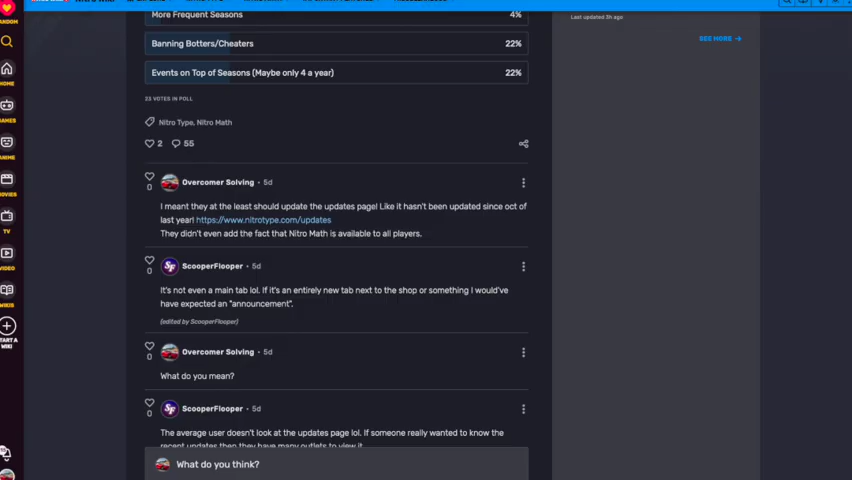 More Frequent Seasons 4%
Last updated 3h ago
RANDOM
Banning Botters/Cheaters 22%
SEE MORE →
HOME
Events on Top of Seasons (Maybe only 4 a year) 22%
23 VOTES IN POLL
GAMES
Nitro Type, Nitro Math
2 55
ANIME
Overcomer Solving • 5d
0
MOVIES
I meant they at the least should update the updates page! Like it hasn't been updated since oct of
last year! https://www.nitrotype.com/updates
They didn't even add the fact that Nitro Math is available to all players.
TV
VIDEO
ScooperFlooper • 5d
SF
0
It's not even a main tab lol. If it's an entirely new tab next to the shop or something I would've
have expected an "announcement".
WIKIS
(edited by ScooperFlooper)
START A
WIKI
Overcomer Solving • 5d
0
What do you mean?
ScooperFlooper • 5d
SF
0
The average user doesn't look at the updates page lol. If someone really wanted to know the
recent updates then they have many outlets to view it.
What do you think?